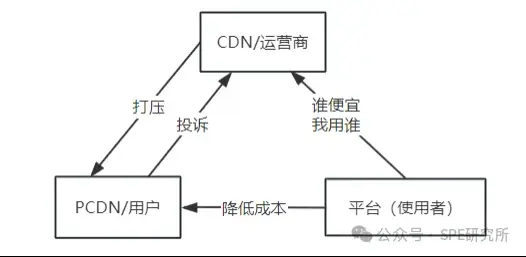 CDN/运营商
打压
投诉
谁便宜
我用谁
PCDN/用户
降低成本
平台（使用者）
公众号 · SPE研究所